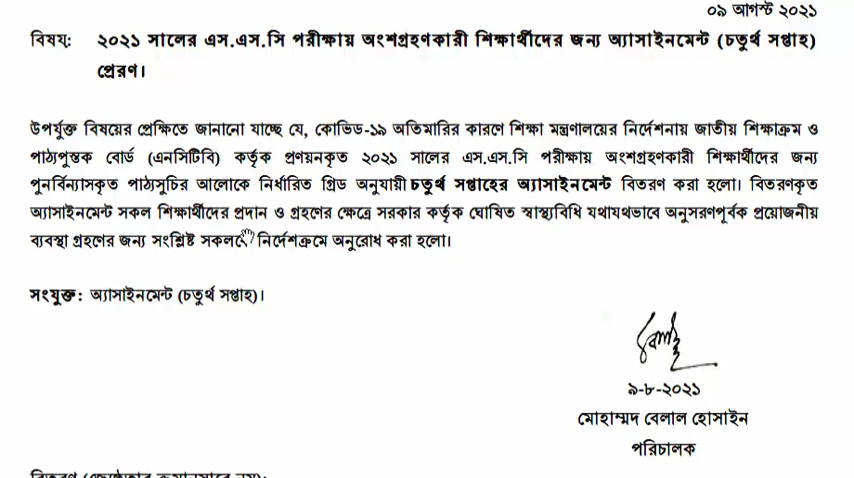 ০৯ আগস্ট ২০২১
বিষয়: ২০২১ সালের এস.এস.সি পরীক্ষায় অংশগ্রহণকারী শিক্ষার্থীদের জন্য অ্যাসাইনমেন্ট (চতুর্থ সপ্তাহ)
প্রেরণ।
উপর্যুক্ত বিষয়ের প্রেক্ষিতে জানানো যাচ্ছে যে, কোভিড-১৯ অতিমারির কারণে শিক্ষা মন্ত্রণালয়ের নির্দেশনায় জাতীয় শিক্ষাক্রম ও
পাঠ্যপুস্তক বোর্ড (এনসিটিবি) কর্তৃক প্রণয়নকৃত ২০২১ সালের এস.এস.সি পরীক্ষায় অংশগ্রহণকারী শিক্ষার্থীদের জন্য
পুনর্বিন্যাসকৃত পাঠ্যসুচির আলোকে নির্ধারিত গ্রিড অনুযায়ী চতুর্থ সপ্তাহের অ্যাসাইনমেন্ট বিতরণ করা হলো। বিতরণকৃত
অ্যাসাইনমেন্ট সকল শিক্ষার্থীদের প্রদান ও গ্রহণের ক্ষেত্রে সরকার কর্তৃক ঘোষিত স্বাস্থ্যবিধি যথাযথভাবে অনুসরণপূর্বক প্রয়োজনীয়
ব্যবস্থা গ্রহণের জন্য সংশ্লিষ্ট সকলকে নির্দেশক্রমে অনুরোধ করা হলো।
সংযুক্ত: অ্যাসাইনমেন্ট (চতুর্থ সপ্তাহ)।
৯-৮-২০২১
মোহাম্মদ বেলাল হোসাইন
পরিচালক
বিতরণ (জ্যেষ্ঠতার ক্রমানুসারে নয়):